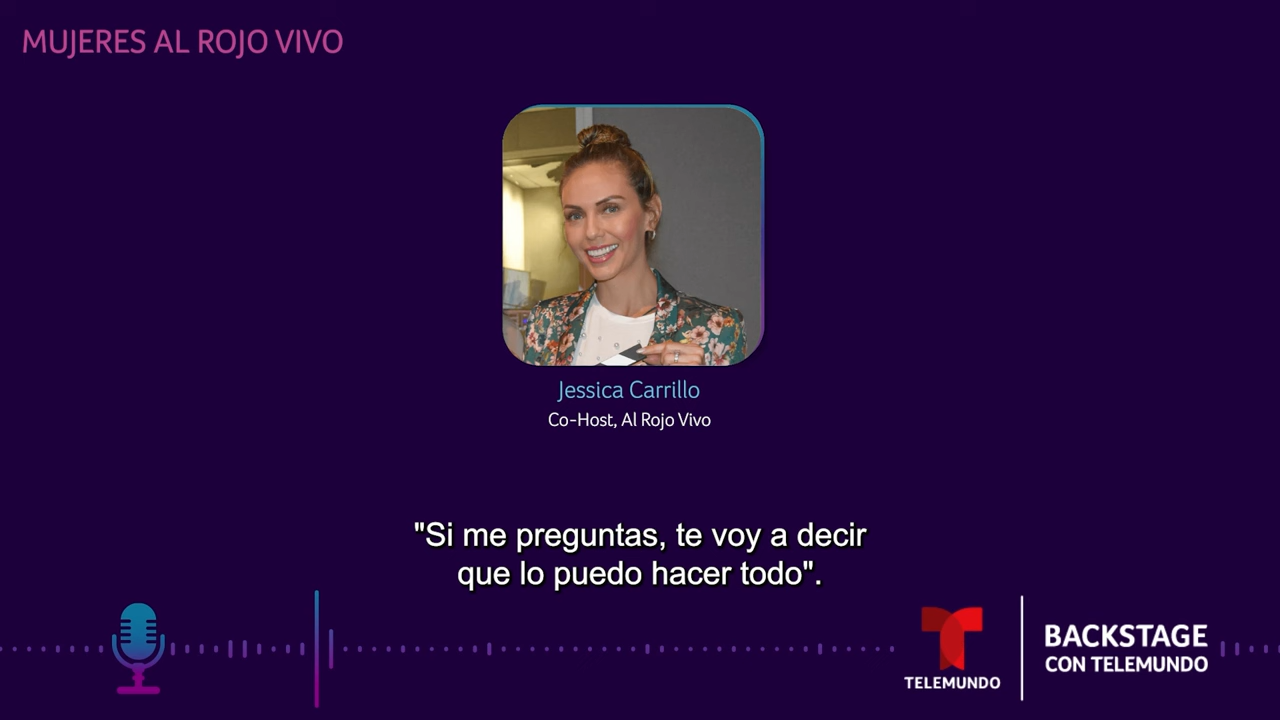 MUJERES AL ROJO VIVO
Jessica Carrillo
Co-Host, Al Rojo Vivo
"Si me preguntas, te voy a decir
que lo puedo hacer todo".
TELEMUNDO
BACKSTAGE
CON TELEMUNDO